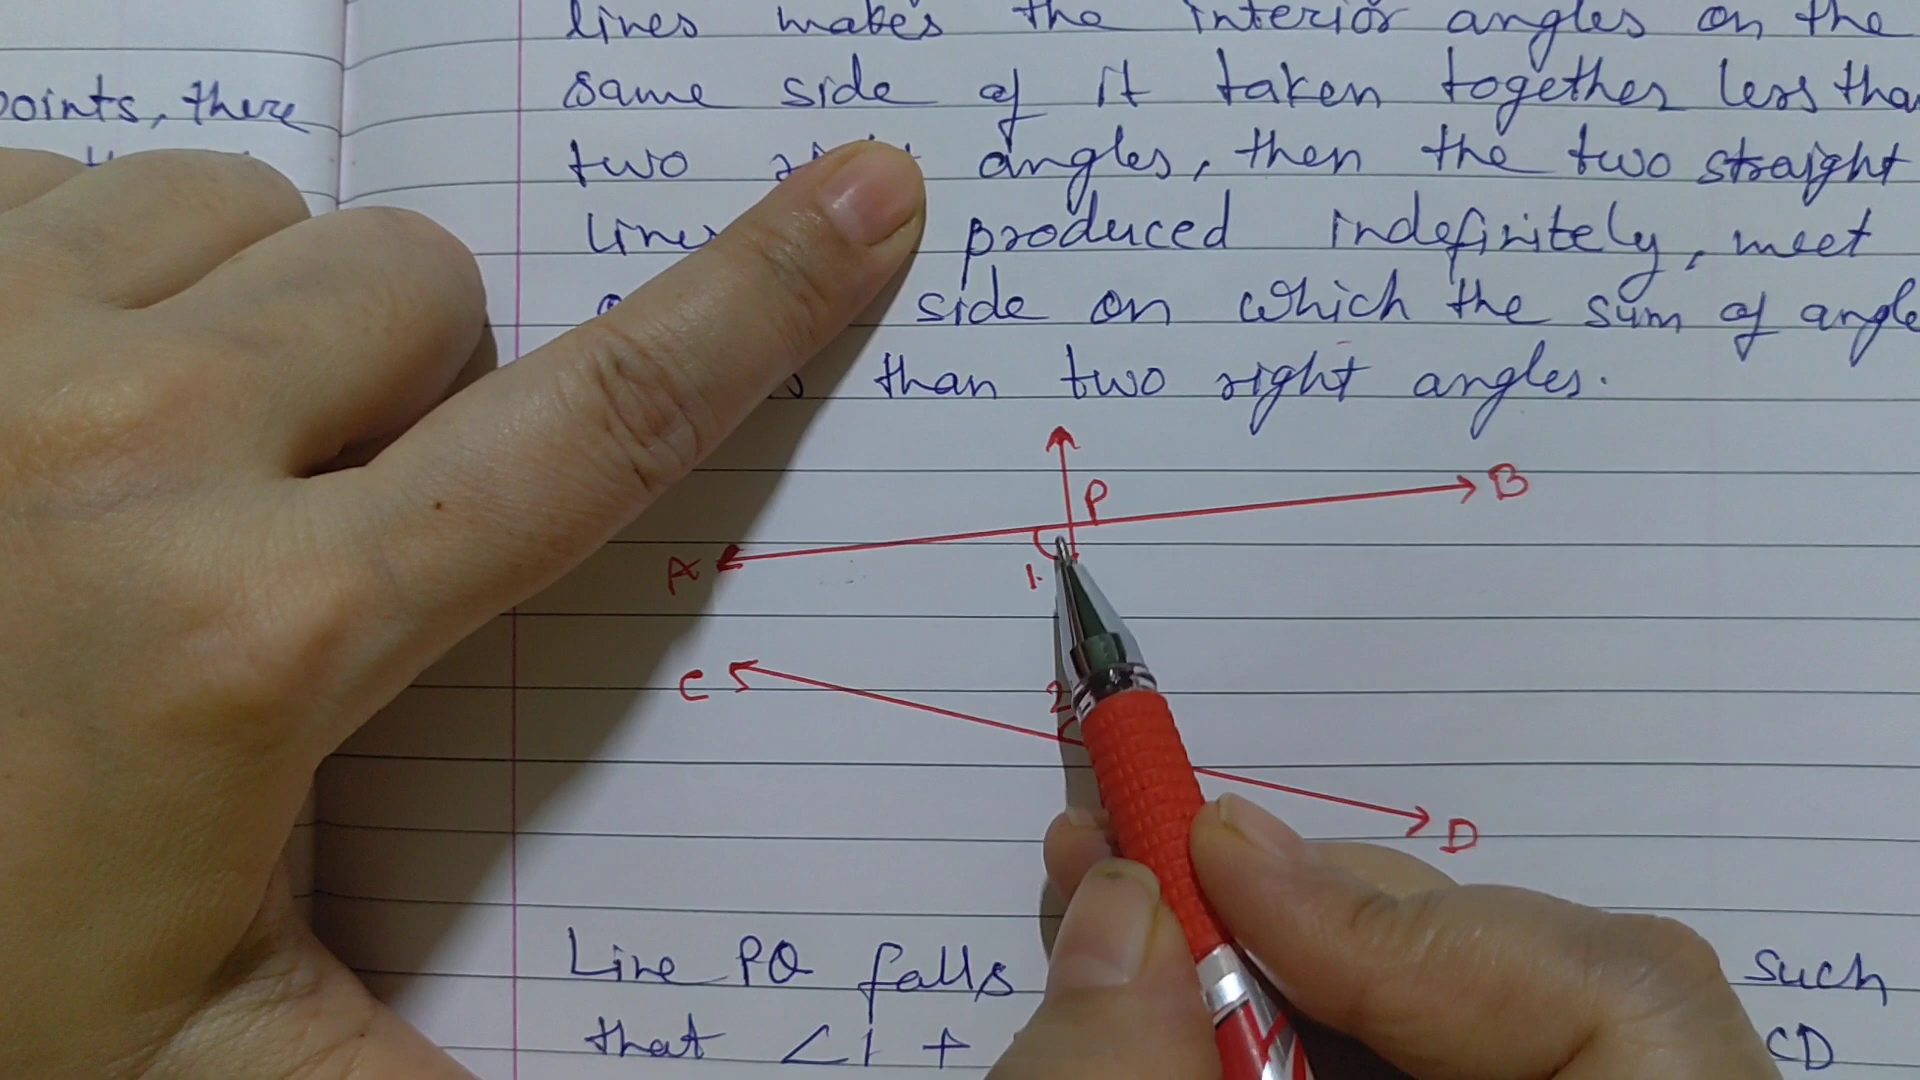 points, there
lines makes the interior angles on the
same side of it taken together less than
two angles, then the two straight
lines produced indefinitely, meet
side on which the sum of angle
than two right angles.
P
B
A
1.
C
2
D
Line PQ falls such
that ∠1 + CD